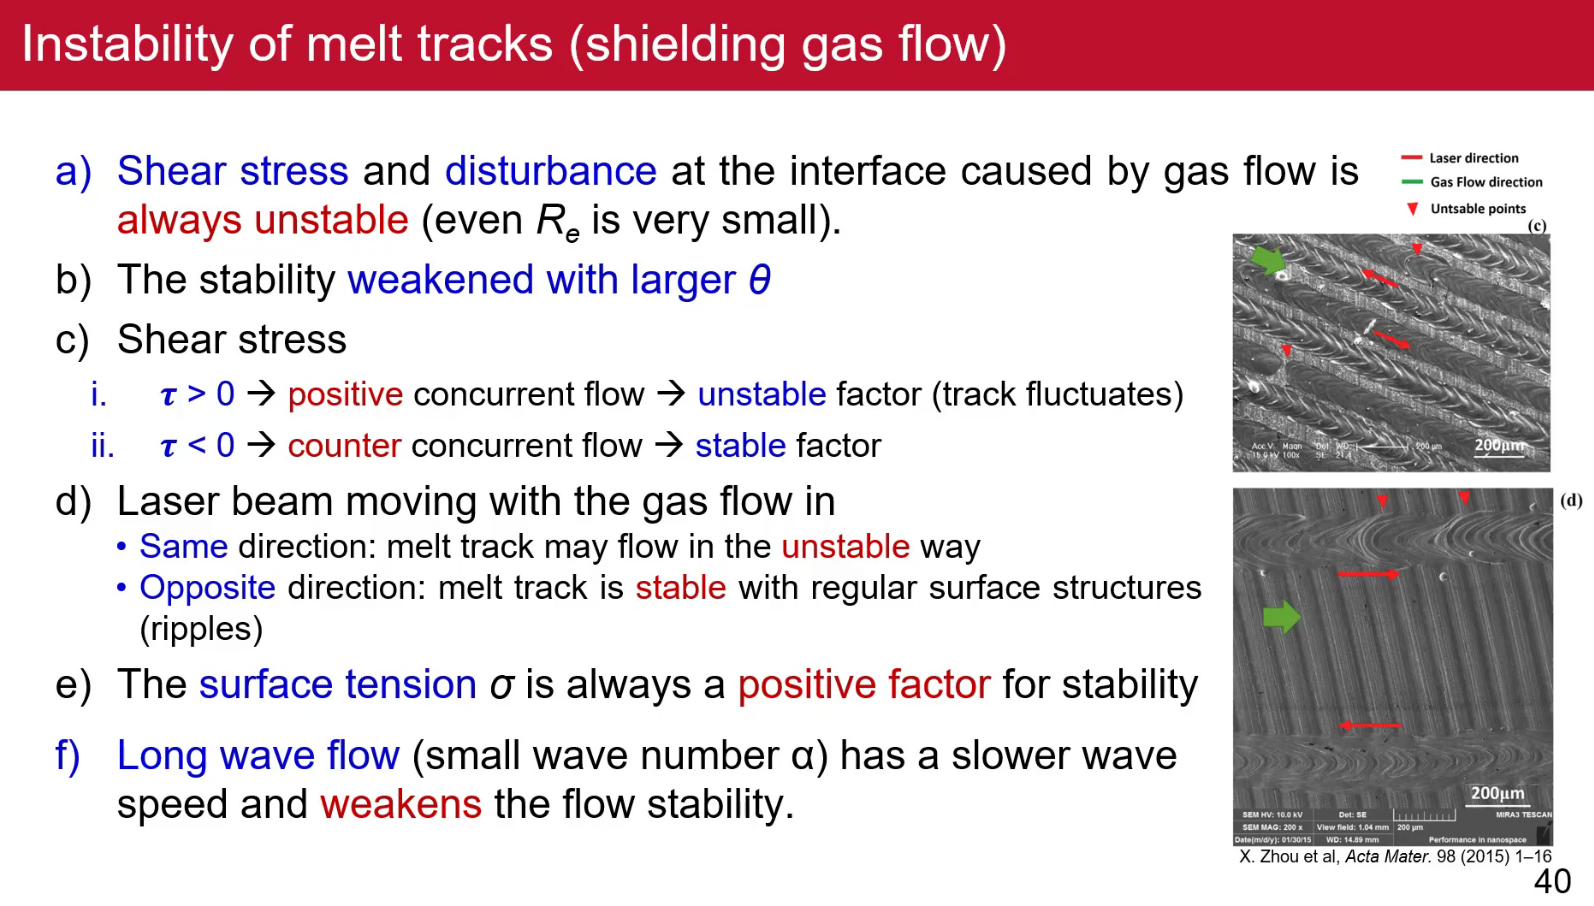 Instability of melt tracks (shielding gas flow)
a) Shear stress and disturbance at the interface caused by gas flow is
always unstable (even Re is very small).
b) The stability weakened with larger θ
c) Shear stress
i. τ > 0 → positive concurrent flow → unstable factor (track fluctuates)
ii. τ < 0 → counter concurrent flow → stable factor
d) Laser beam moving with the gas flow in
• Same direction: melt track may flow in the unstable way
• Opposite direction: melt track is stable with regular surface structures
(ripples)
e) The surface tension σ is always a positive factor for stability
f) Long wave flow (small wave number α) has a slower wave
speed and weakens the flow stability.
Laser direction
Gas Flow direction
Untsable points
(c)
Acc V Magn Det WD 200 μm
15.0 kV 100x SE 21.4
200μm
(d)
200μm
SEM HV: 10.0 kV Det: SE MIRA3 TESCAN
SEM MAG: 200 x View field: 1.04 mm 200 μm
Date(m/d/y): 01/30/15 WD: 14.89 mm Performance in nanospace
X. Zhou et al, Acta Mater. 98 (2015) 1–16
40